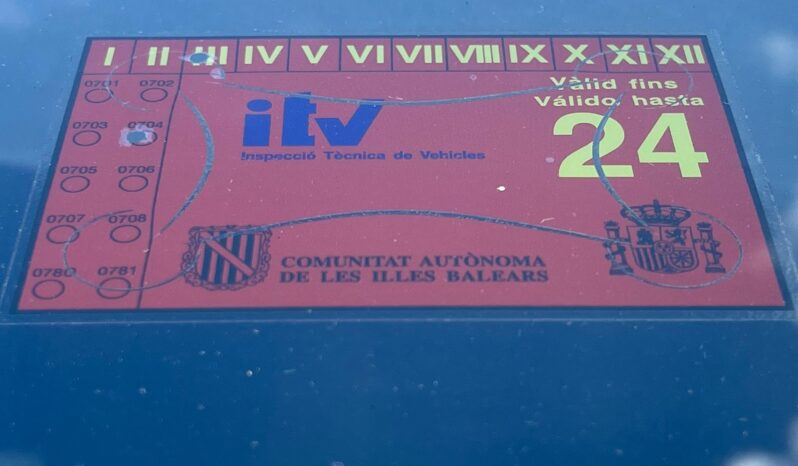 I II III IV V VI VII VIII IX X XI XII
0701 0702
0703 0704
0705 0706
0707 0708
0780 0781
itv
Inspecció Tècnica de Vehicles
Vàlid fins
Válido hasta
24
COMUNITAT AUTÒNOMA
DE LES ILLES BALEARS